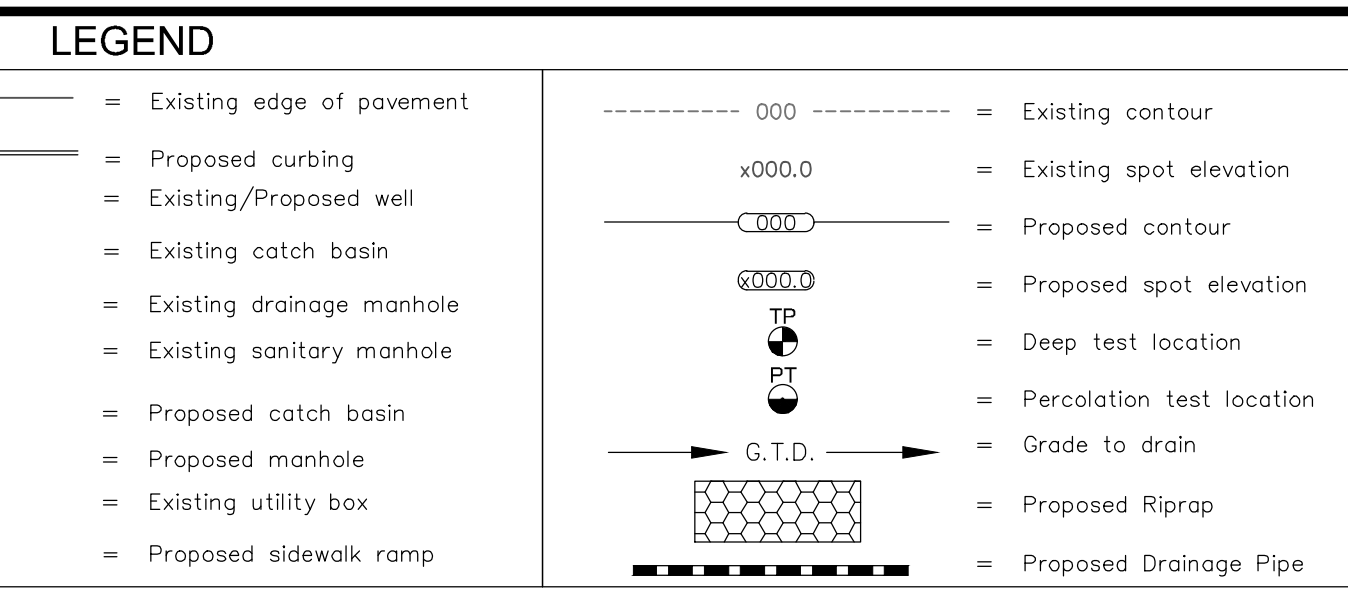 LEGEND
= Existing edge of pavement
= Proposed curbing
= Existing/Proposed well
= Existing catch basin
= Existing drainage manhole
= Existing sanitary manhole
= Proposed catch basin
= Proposed manhole
= Existing utility box
= Proposed sidewalk ramp
000 = Existing contour
x000.0 = Existing spot elevation
000 = Proposed contour
x000.0 = Proposed spot elevation
TP
= Deep test location
PT
= Percolation test location
G.T.D. = Grade to drain
= Proposed Riprap
= Proposed Drainage Pipe